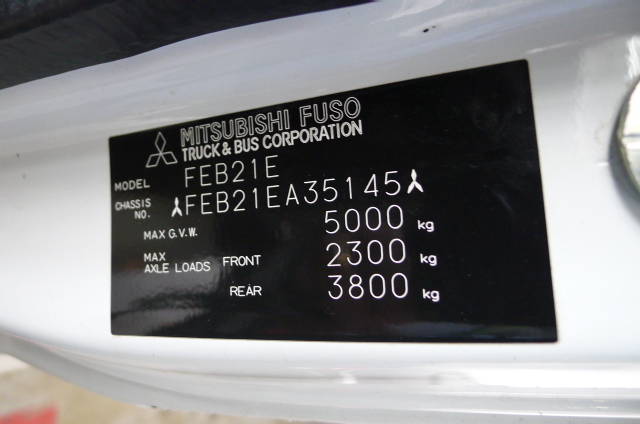 MITSUBISHI FUSO
TRUCK & BUS CORPORATION
MODEL FEB21E
CHASSIS NO. FEB21EA35145
MAX G.V.W. 5000 kg
MAX AXLE LOADS FRONT 2300 kg
REAR 3800 kg